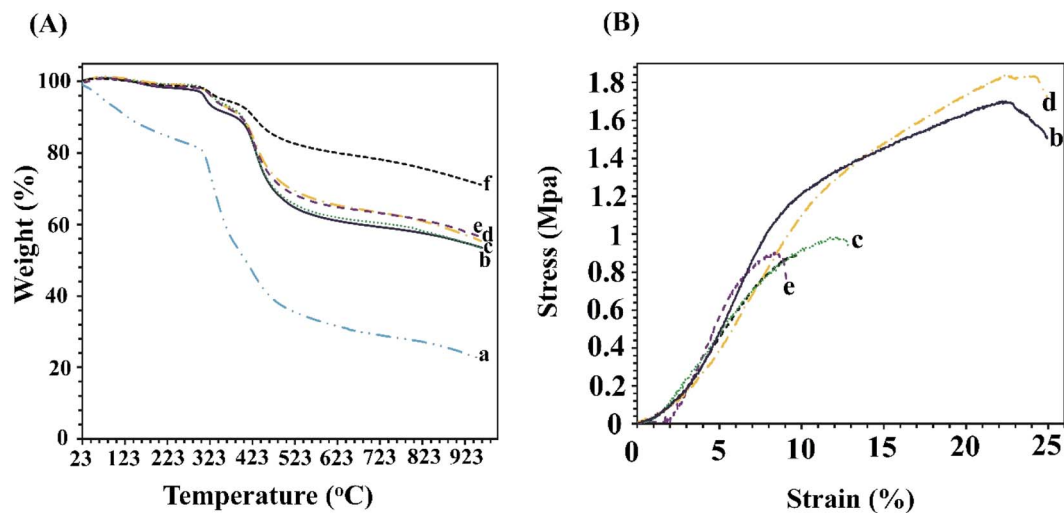 (A)
100
80
60
40
20
0
Weight (%)
f
e
d
c
b
a
23 123 223 323 423 523 623 723 823 923
Temperature (°C)
(B)
1.8
1.6
1.4
1.2
1
0.8
0.6
0.4
0.2
0
Stress (Mpa)
d
b
c
e
0 5 10 15 20 25
Strain (%)